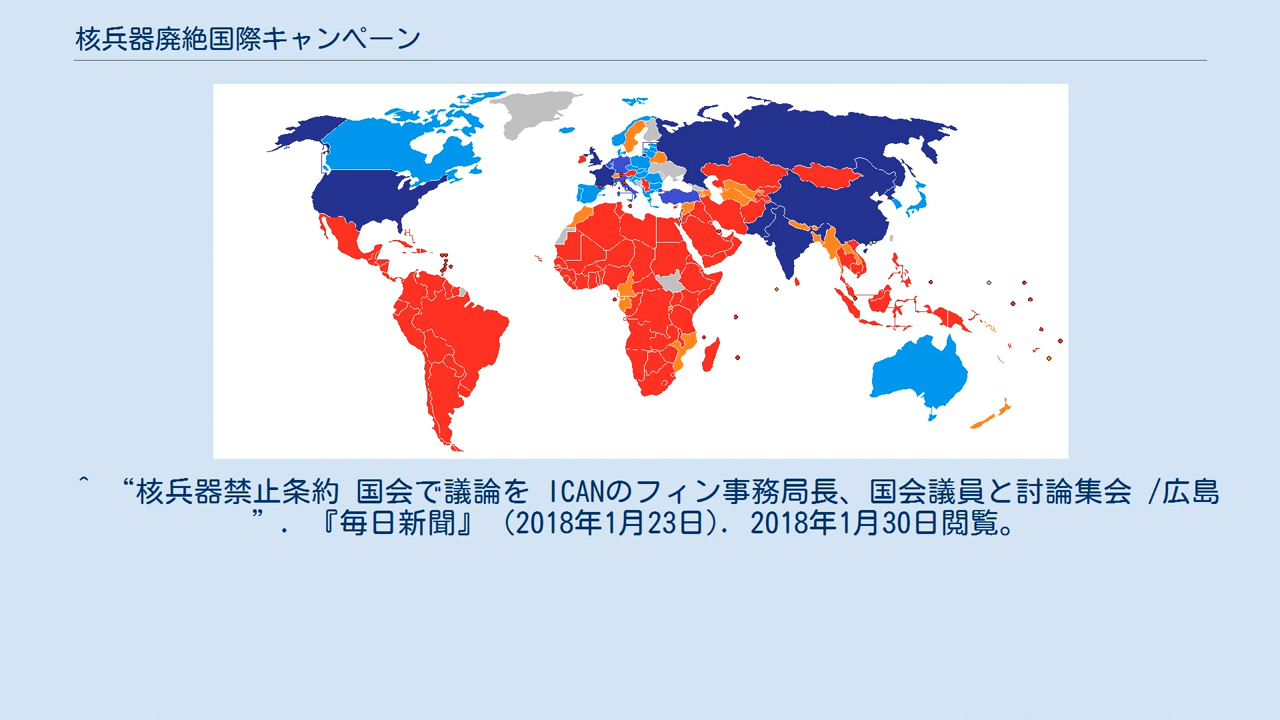 核兵器廃絶国際キャンペーン
^ “核兵器禁止条約 国会で議論を ICANのフィン事務局長、国会議員と討論集会 /広島
”. 『毎日新聞』 (2018年1月23日). 2018年1月30日閲覧。